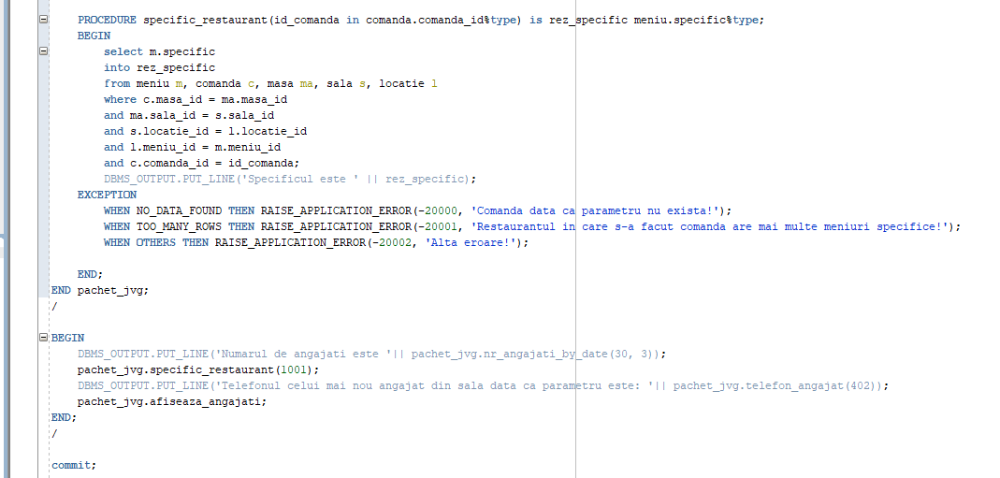 PROCEDURE specific_restaurant(id_comanda in comanda.comanda_id%type) is rez_specific meniu.specific%type;
BEGIN
select m.specific
into rez_specific
from meniu m, comanda c, masa ma, sala s, locatie l
where c.masa_id = ma.masa_id
and ma.sala_id = s.sala_id
and s.locatie_id = l.locatie_id
and l.meniu_id = m.meniu_id
and c.comanda_id = id_comanda;
DBMS_OUTPUT.PUT_LINE('Specificul este ' || rez_specific);
EXCEPTION
WHEN NO_DATA_FOUND THEN RAISE_APPLICATION_ERROR(-20000, 'Comanda data ca parametru nu exista!');
WHEN TOO_MANY_ROWS THEN RAISE_APPLICATION_ERROR(-20001, 'Restaurantul in care s-a facut comanda are mai multe meniuri specifice!');
WHEN OTHERS THEN RAISE_APPLICATION_ERROR(-20002, 'Alta eroare!');
END;
END pachet_jvg;
/
BEGIN
DBMS_OUTPUT.PUT_LINE('Numarul de angajati este '|| pachet_jvg.nr_angajati_by_date(30, 3));
pachet_jvg.specific_restaurant(1001);
DBMS_OUTPUT.PUT_LINE('Telefonul celui mai nou angajat din sala data ca parametru este: '|| pachet_jvg.telefon_angajat(402));
pachet_jvg.afiseaza_angajati;
END;
/
commit;